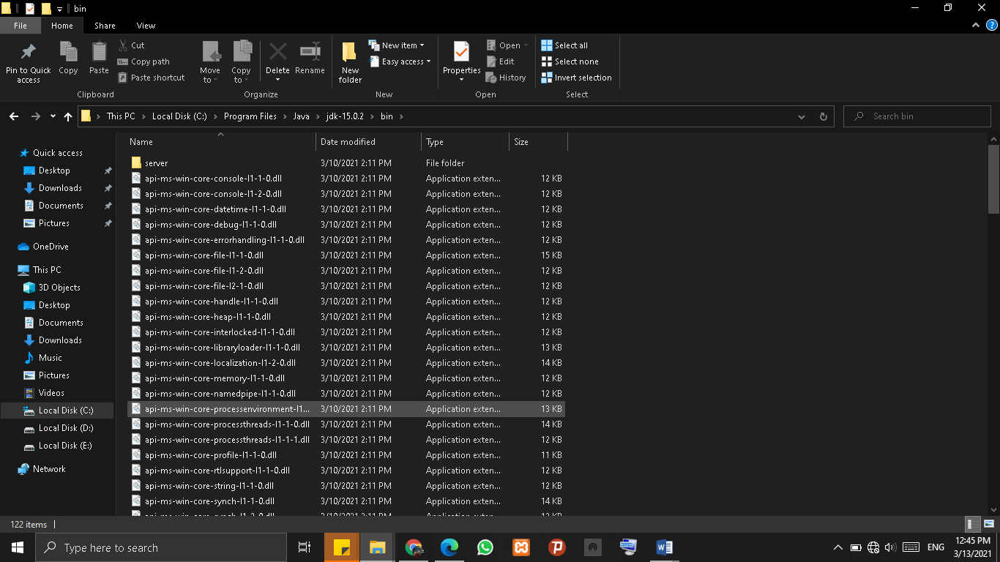 bin
File Home Share View
Pin to Quick access
Copy
Paste
Cut
Copy path
Paste shortcut
Clipboard
Move to
Copy to
Delete
Rename
Organize
New folder
New item
Easy access
New
Properties
Open
Edit
History
Open
Select all
Select none
Invert selection
Select
This PC > Local Disk (C:) > Program Files > Java > jdk-15.0.2 > bin >
Search bin
Quick access
Desktop
Downloads
Documents
Pictures
OneDrive
This PC
3D Objects
Desktop
Documents
Downloads
Music
Pictures
Videos
Local Disk (C:)
Local Disk (D:)
Local Disk (E:)
Network
Name Date modified Type Size
server 3/10/2021 2:11 PM File folder
api-ms-win-core-console-l1-1-0.dll 3/10/2021 2:11 PM Application exten... 12 KB
api-ms-win-core-console-l1-2-0.dll 3/10/2021 2:11 PM Application exten... 12 KB
api-ms-win-core-datetime-l1-1-0.dll 3/10/2021 2:11 PM Application exten... 12 KB
api-ms-win-core-debug-l1-1-0.dll 3/10/2021 2:11 PM Application exten... 12 KB
api-ms-win-core-errorhandling-l1-1-0.dll 3/10/2021 2:11 PM Application exten... 12 KB
api-ms-win-core-file-l1-1-0.dll 3/10/2021 2:11 PM Application exten... 15 KB
api-ms-win-core-file-l1-2-0.dll 3/10/2021 2:11 PM Application exten... 12 KB
api-ms-win-core-file-l2-1-0.dll 3/10/2021 2:11 PM Application exten... 12 KB
api-ms-win-core-handle-l1-1-0.dll 3/10/2021 2:11 PM Application exten... 12 KB
api-ms-win-core-heap-l1-1-0.dll 3/10/2021 2:11 PM Application exten... 12 KB
api-ms-win-core-interlocked-l1-1-0.dll 3/10/2021 2:11 PM Application exten... 12 KB
api-ms-win-core-libraryloader-l1-1-0.dll 3/10/2021 2:11 PM Application exten... 13 KB
api-ms-win-core-localization-l1-2-0.dll 3/10/2021 2:11 PM Application exten... 14 KB
api-ms-win-core-memory-l1-1-0.dll 3/10/2021 2:11 PM Application exten... 12 KB
api-ms-win-core-namedpipe-l1-1-0.dll 3/10/2021 2:11 PM Application exten... 12 KB
api-ms-win-core-processenvironment-l1... 3/10/2021 2:11 PM Application exten... 13 KB
api-ms-win-core-processthreads-l1-1-0.dll 3/10/2021 2:11 PM Application exten... 14 KB
api-ms-win-core-processthreads-l1-1-1.dll 3/10/2021 2:11 PM Application exten... 12 KB
api-ms-win-core-profile-l1-1-0.dll 3/10/2021 2:11 PM Application exten... 11 KB
api-ms-win-core-rtlsupport-l1-1-0.dll 3/10/2021 2:11 PM Application exten... 12 KB
api-ms-win-core-string-l1-1-0.dll 3/10/2021 2:11 PM Application exten... 12 KB
api-ms-win-core-synch-l1-1-0.dll 3/10/2021 2:11 PM Application exten... 14 KB
122 items
Type here to search
ENG
12:45 PM
3/13/2021